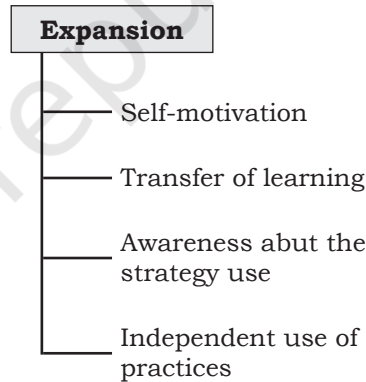 Expansion
Self-motivation
Transfer of learning
Awareness abut the
strategy use
Independent use of
practices